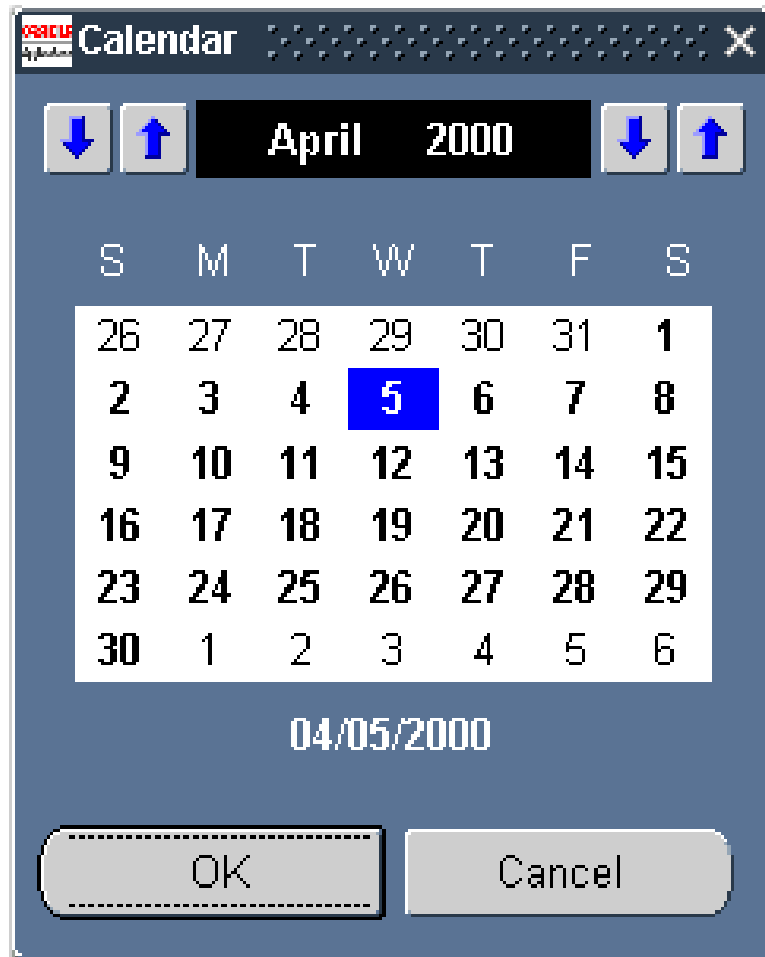 ORACLE
Applications
Calendar
April 2000
S M T W T F S
26 27 28 29 30 31 1
2 3 4 5 6 7 8
9 10 11 12 13 14 15
16 17 18 19 20 21 22
23 24 25 26 27 28 29
30 1 2 3 4 5 6
04/05/2000
OK Cancel